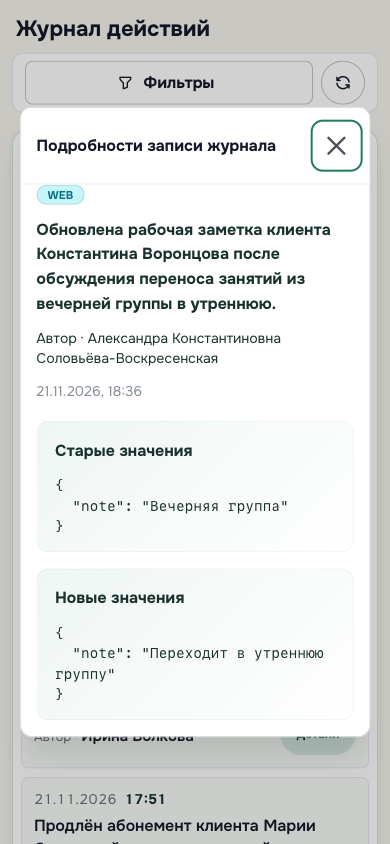 Журнал действий
Фильтры
Подробности записи журнала
WEB
Обновлена рабочая заметка клиента
Константина Воронцова после
обсуждения переноса занятий из
вечерней группы в утреннюю.
Автор · Александра Константиновна
Соловьёва-Воскресенская
21.11.2026, 18:36
Старые значения
{
"note": "Вечерняя группа"
}
Новые значения
{
"note": "Переходит в утреннюю
группу"
}
Автор Ирина Волкова
21.11.2026 17:51
Продлён абонемент клиента Марии